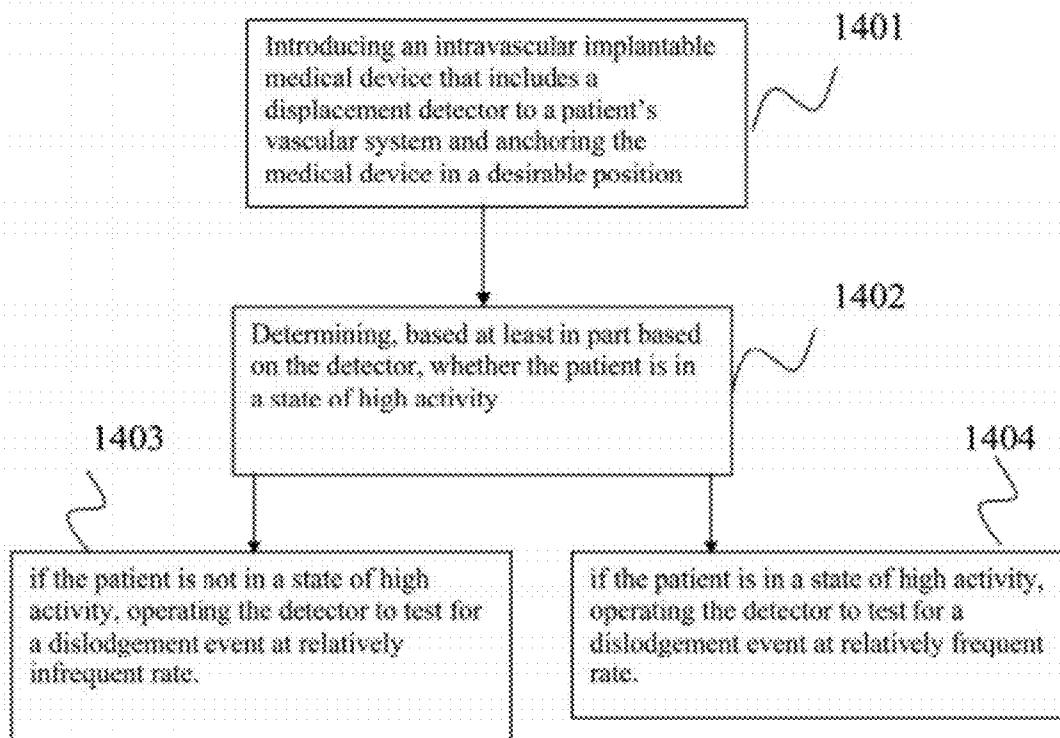 1401
Introducing an intravascular implantable
medical device that includes a
displacement detector to a patient's
vascular system and anchoring the
medical device in a desirable position
1402
Determining, based at least in part based
on the detector, whether the patient is in
a state of high activity
1403
1404
if the patient is not in a state of high
activity, operating the detector to test for
a dislodgement event at relatively
infrequent rate.
if the patient is in a state of high activity,
operating the detector to test for a
dislodgement event at relatively frequent
rate.